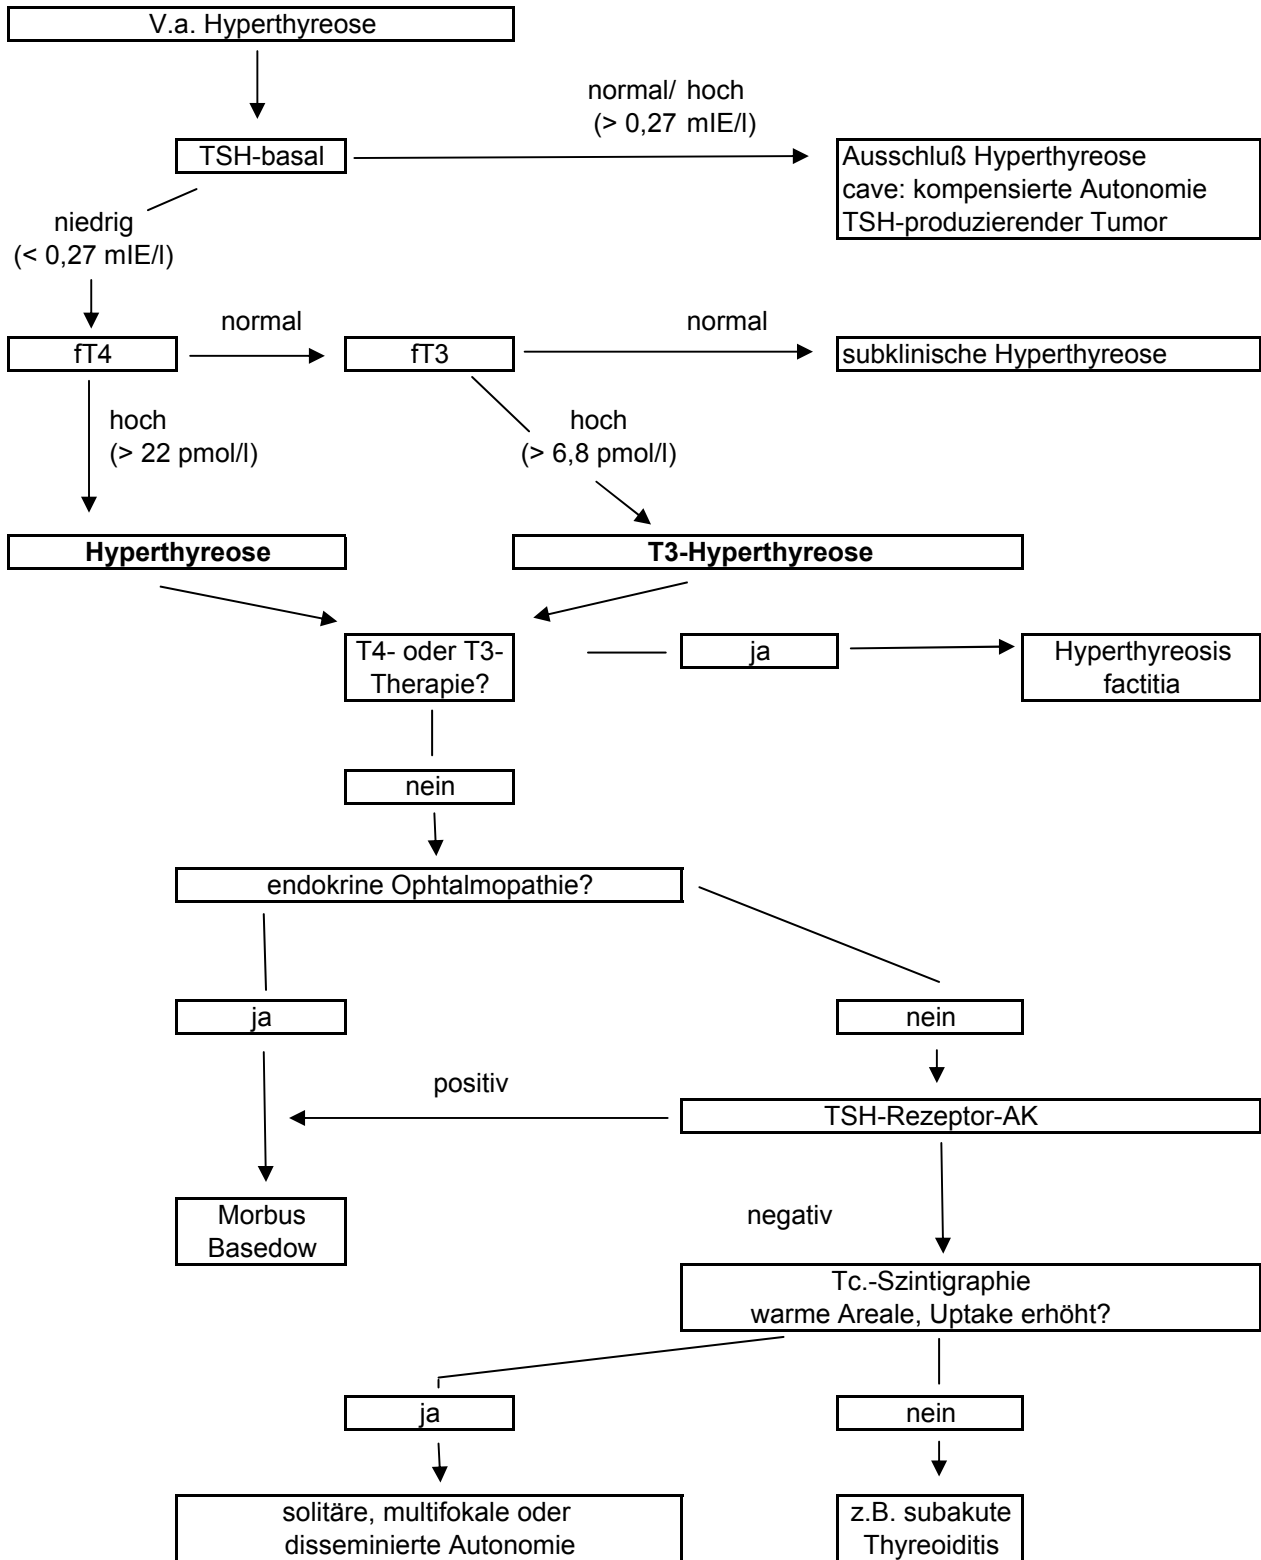 V.a. Hyperthyreose
normal/ hoch
(> 0,27 mIE/l)
TSH-basal
Ausschluß Hyperthyreose
cave: kompensierte Autonomie
TSH-produzierender Tumor
niedrig
(< 0,27 mIE/l)
normal
normal
fT4
fT3
subklinische Hyperthyreose
hoch
(> 22 pmol/l)
hoch
(> 6,8 pmol/l)
Hyperthyreose
T3-Hyperthyreose
T4- oder T3-
Therapie?
ja
Hyperthyreosis
factitia
nein
endokrine Ophtalmopathie?
ja
nein
positiv
TSH-Rezeptor-AK
Morbus
Basedow
negativ
Tc.-Szintigraphie
warme Areale, Uptake erhöht?
ja
nein
solitäre, multifokale oder
disseminierte Autonomie
z.B. subakute
Thyreoiditis